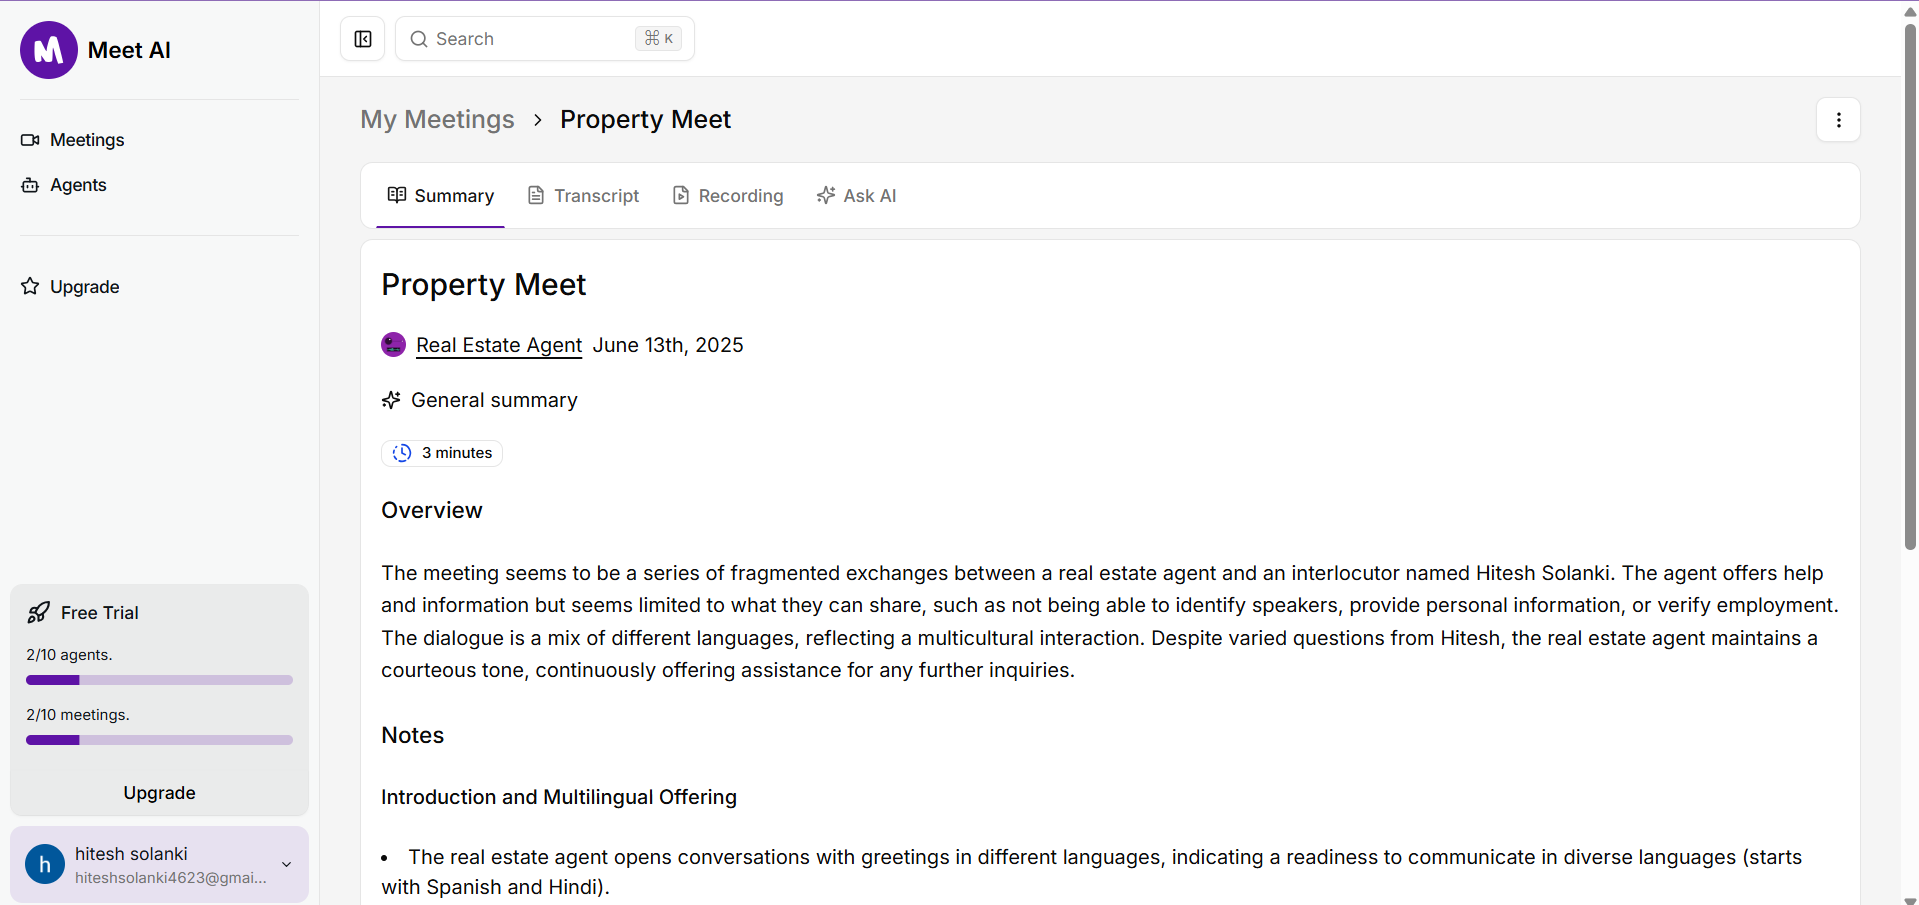 Meet AI
Meetings
Agents
Upgrade
Free Trial
2/10 agents.
2/10 meetings.
Upgrade
h
hitesh solanki
hiteshsolanki4623@gmai...
Search
⌘ K
My Meetings > Property Meet
Summary Transcript Recording Ask AI
Property Meet
Real Estate Agent June 13th, 2025
General summary
3 minutes
Overview
The meeting seems to be a series of fragmented exchanges between a real estate agent and an interlocutor named Hitesh Solanki. The agent offers help
and information but seems limited to what they can share, such as not being able to identify speakers, provide personal information, or verify employment.
The dialogue is a mix of different languages, reflecting a multicultural interaction. Despite varied questions from Hitesh, the real estate agent maintains a
courteous tone, continuously offering assistance for any further inquiries.
Notes
Introduction and Multilingual Offering
• The real estate agent opens conversations with greetings in different languages, indicating a readiness to communicate in diverse languages (starts
with Spanish and Hindi).